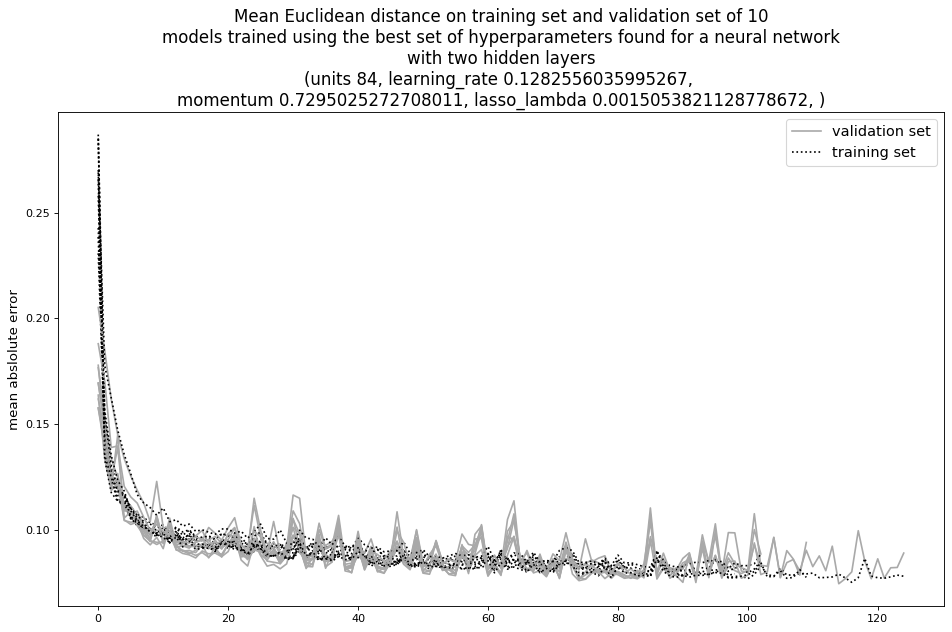 Mean Euclidean distance on training set and validation set of 10
models trained using the best set of hyperparameters found for a neural network
with two hidden layers
(units 84, learning_rate 0.1282556035995267,
momentum 0.7295025272708011, lasso_lambda 0.0015053821128778672, )
validation set
training set
0.25
0.20
0.15
0.10
mean abslolute error
0 20 40 60 80 100 120